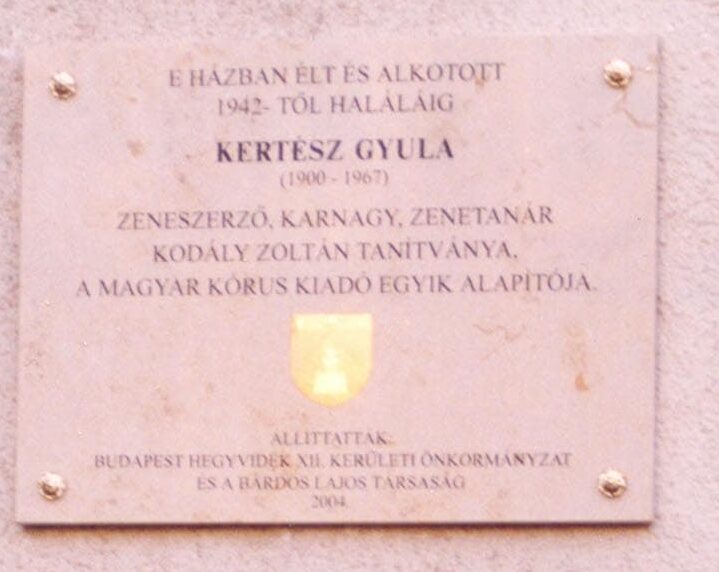 E HÁZBAN ÉLT ÉS ALKOTOTT
1942- TŐL HALÁLÁIG
KERTÉSZ GYULA
(1900 - 1967)
ZENESZERZŐ, KARNAGY, ZENETANÁR
KODÁLY ZOLTÁN TANÍTVÁNYA,
A MAGYAR KÓRUS KIADÓ EGYIK ALAPÍTÓJA.
ÁLLÍTTATTÁK:
BUDAPEST HEGYVIDÉK XII. KERÜLETI ÖNKORMÁNYZAT
ÉS A BÁRDOS LAJOS TÁRSASÁG
2004.